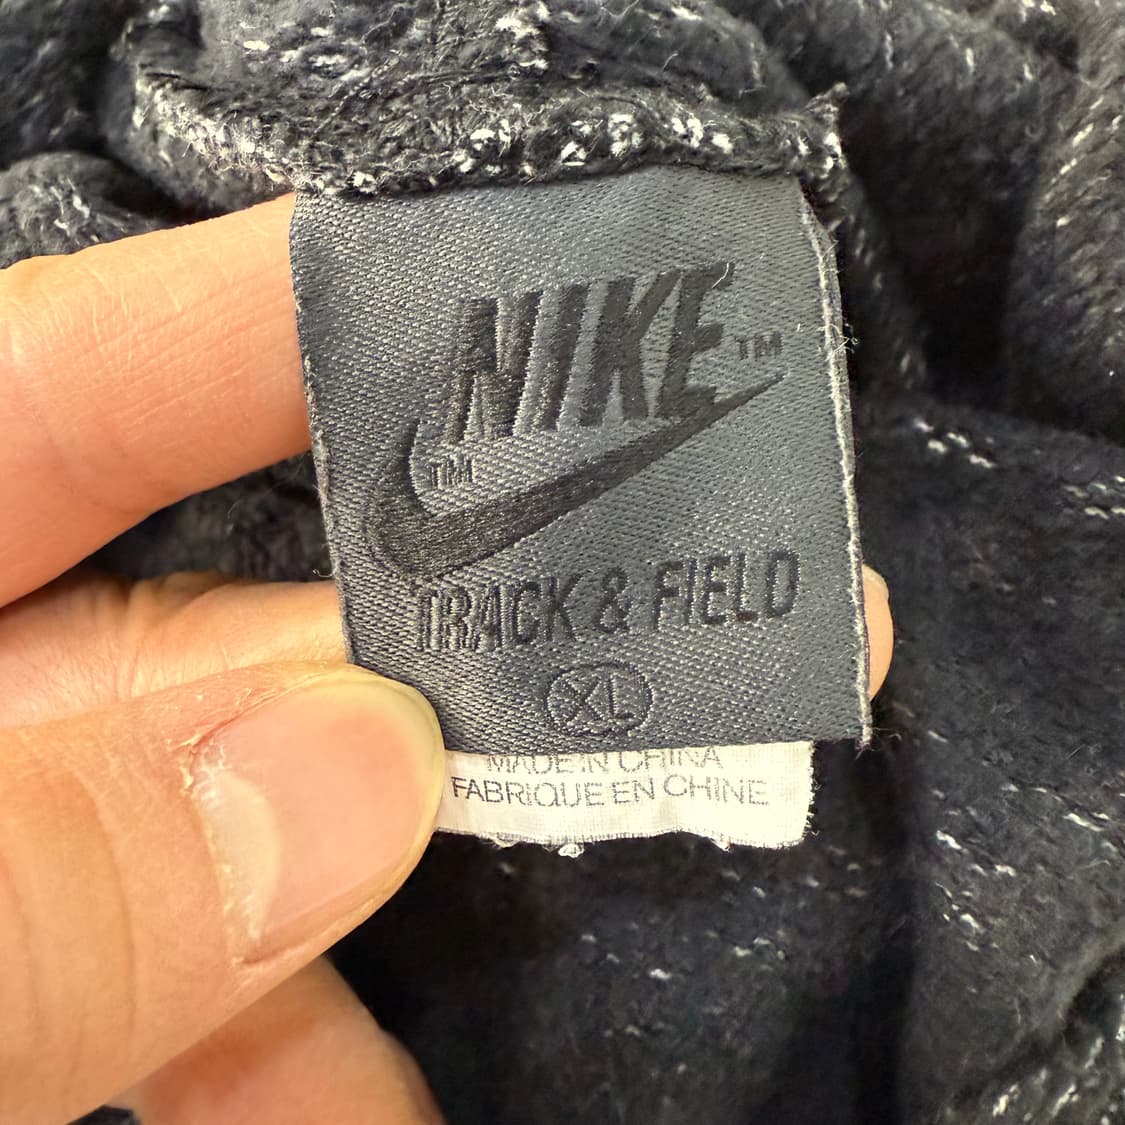 NIKE™
™
TRACK & FIELD
XL
MADE IN CHINA
FABRIQUE EN CHINE